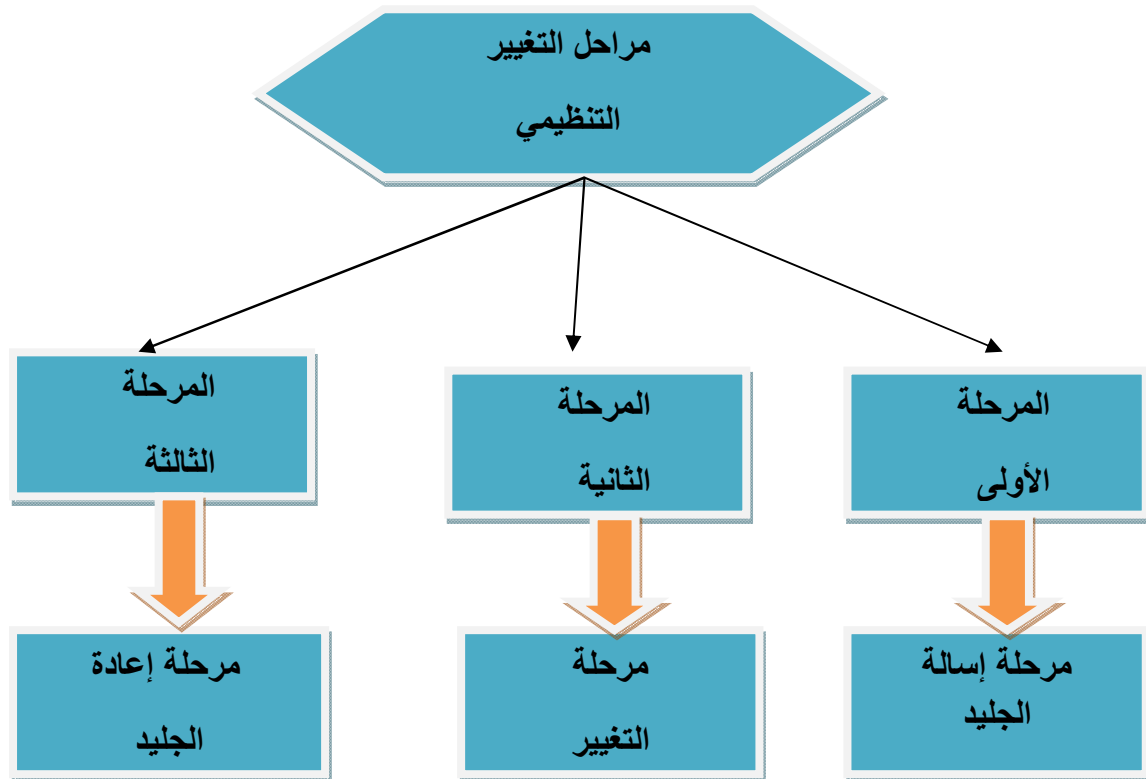 مراحل التغيير
التنظيمي
المرحلة
الأولى
المرحلة
الثانية
المرحلة
الثالثة
مرحلة إسالة
الجليد
مرحلة
التغيير
مرحلة إعادة
الجليد